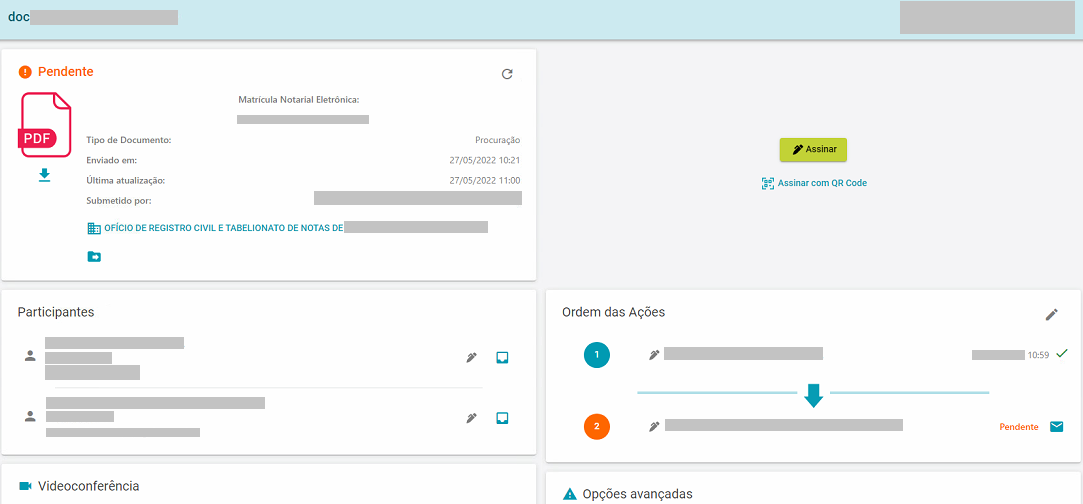 doc
Pendente
PDF
Matrícula Notarial Eletrônica:
Tipo de Documento: Procuração
Enviado em: 27/05/2022 10:21
Última atualização: 27/05/2022 11:00
Submetido por:
OFÍCIO DE REGISTRO CIVIL E TABELIONATO DE NOTAS DE
Assinar
Assinar com QR Code
Participantes
Ordem das Ações
1 10:59
2 Pendente
Videoconferência
Opções avançadas